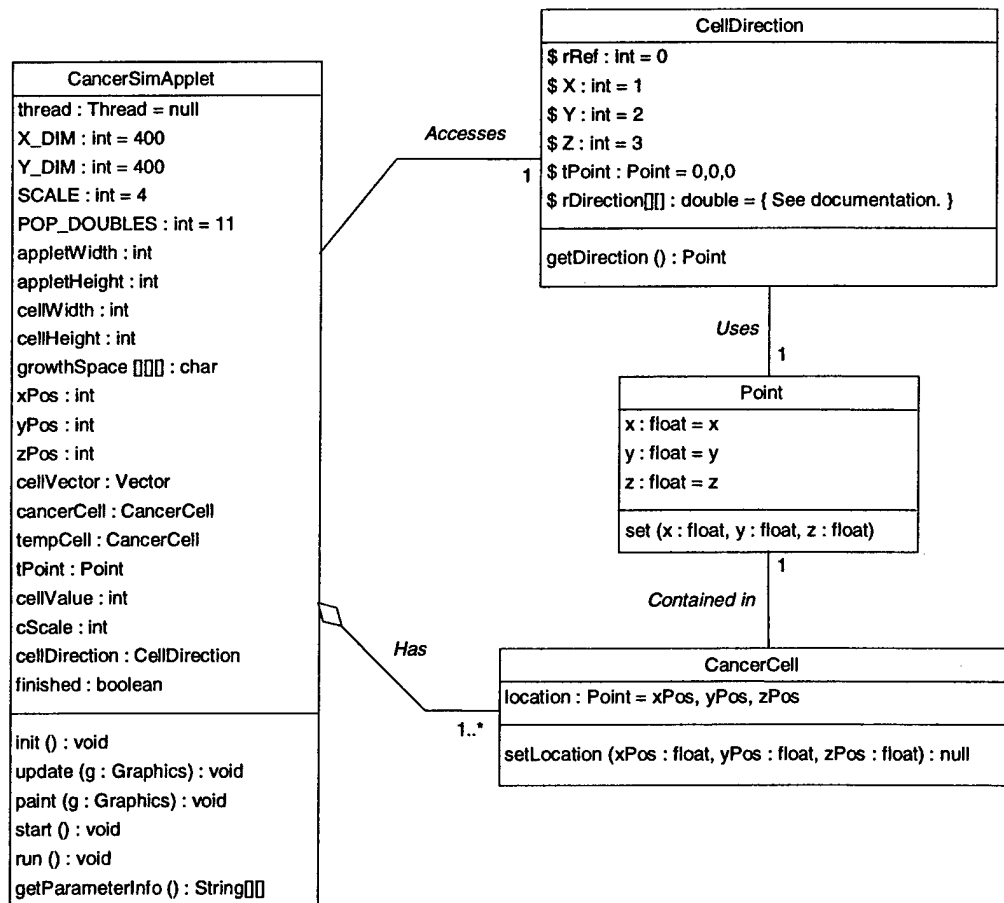 CancerSimApplet
thread : Thread = null
X_DIM : int = 400
Y_DIM : int = 400
SCALE : int = 4
POP_DOUBLES : int = 11
appletWidth : int
appletHeight : int
cellWidth : int
cellHeight : int
growthSpace [][][] : char
xPos : int
yPos : int
zPos : int
cellVector : Vector
cancerCell : CancerCell
tempCell : CancerCell
tPoint : Point
cellValue : int
cScale : int
cellDirection : CellDirection
finished : boolean
init () : void
update (g : Graphics) : void
paint (g : Graphics) : void
start () : void
run () : void
getParameterInfo () : String[][]
Accesses
1
CellDirection
$ rRef : int = 0
$ X : int = 1
$ Y : int = 2
$ Z : int = 3
$ tPoint : Point = 0,0,0
$ rDirection[][] : double = { See documentation. }
getDirection () : Point
Uses
1
Point
x : float = x
y : float = y
z : float = z
set (x : float, y : float, z : float)
1
Contained in
Has
1..*
CancerCell
location : Point = xPos, yPos, zPos
setLocation (xPos : float, yPos : float, zPos : float) : null